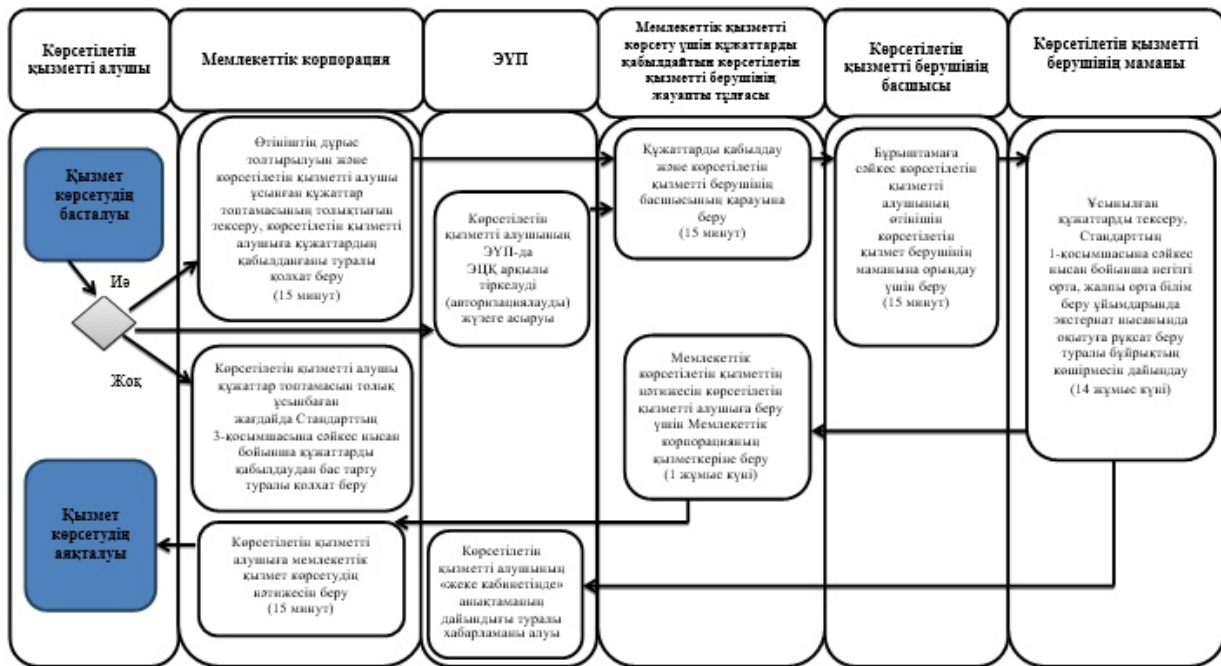 Көрсетілетін
қызметті алушы
Мемлекеттік корпорация
ЭҮП
Мемлекеттік қызметті
көрсету үшін құжаттарды
қабылдайтын көрсетілетін
қызметті берушінің
жауапты тұлғасы
Көрсетілетін
қызметті берушінің
басшысы
Көрсетілетін қызметті
берушінің маманы
Қызмет
көрсетудің
басталуы
Иә
Жоқ
Қызмет
көрсетудің
аяқталуы
Өтініштің дұрыс
толтырылуын және
көрсетілетін қызметті алушы
ұсынған құжаттар
топтамасының толықтығын
тексеру, көрсетілетін қызметті
алушыға құжаттардың
қабылданғаны туралы
қолхат беру
(15 минут)
Көрсетілетін қызметті алушы
құжаттар топтамасын толық
ұсынбаған
жағдайда Стандарттың
3-қосымшасына сәйкес нысан
бойынша құжаттарды
қабылдаудан бас тарту
туралы қолхат беру
Көрсетілетін қызметті
алушыға мемлекеттік
қызмет көрсетудің
нәтижесін беру
(15 минут)
Көрсетілетін
қызметті алушының
ЭҮП-да
ЭЦҚ арқылы
тіркелуді
(авторизациялауды)
жүзеге асыруы
Көрсетілетін
қызметті алушының
«жеке кабинетінде»
анықтаманың
дайындығы туралы
хабарламаны алуы
Құжаттарды қабылдау
және көрсетілетін
қызметті берушінің
басшысының қарауына
беру
(15 минут)
Мемлекеттік
көрсетілетін қызметтің
нәтижесін көрсетілетін
қызметті алушыға беру
үшін Мемлекеттік
корпорацияның
қызметкеріне беру
(1 жұмыс күні)
Бұрыштамаға
сәйкес көрсетілетін
қызметті
алушының
өтінішін
көрсетілетін
қызмет берушінің
маманына орындау
үшін беру
(15 минут)
Ұсынылған
құжаттарды тексеру,
Стандарттың
1-қосымшасына сәйкес
нысан бойынша негізгі
орта, жалпы орта білім
беру ұйымдарында
экстернат нысанында
оқытуға рұқсат беру
туралы бұйрықтың
көшірмесін дайындау
(14 жұмыс күні)